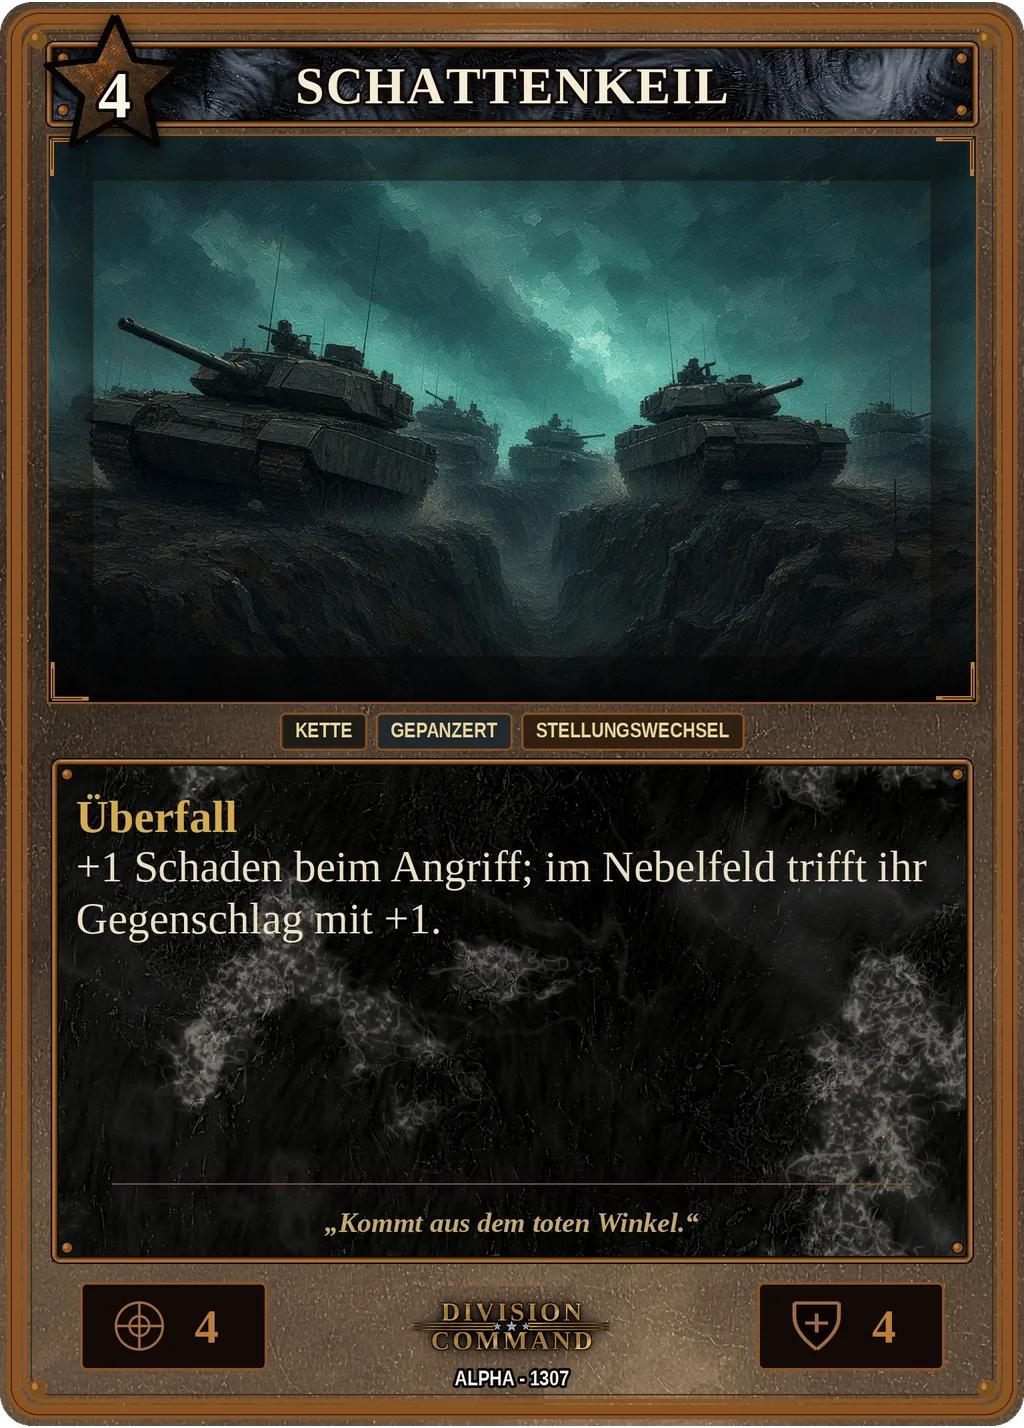 4
SCHATTENKEIL
KETTE GEPANZERT STELLUNGSWECHSEL
Überfall
+1 Schaden beim Angriff; im Nebelfeld trifft ihr
Gegenschlag mit +1.
„Kommt aus dem toten Winkel.“
4
DIVISION
COMMAND
ALPHA - 1307
4